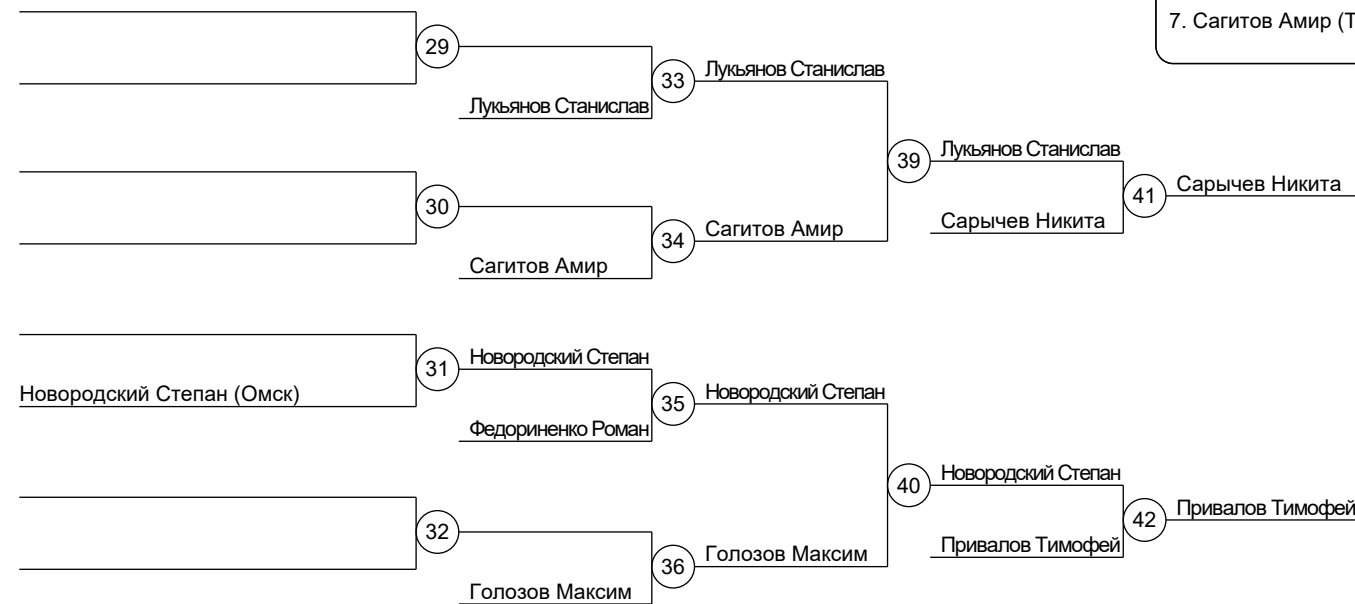 7. Сагитов Амир (Т
29
33
Лукьянов Станислав
Лукьянов Станислав
39
Лукьянов Станислав
41
Сарычев Никита
30
Сарычев Никита
34
Сагитов Амир
Сагитов Амир
31
Новородский Степан
Новородский Степан (Омск)
35
Новородский Степан
Федориненко Роман
40
Новородский Степан
42
Привалов Тимофей
32
Привалов Тимофей
36
Голозов Максим
Голозов Максим